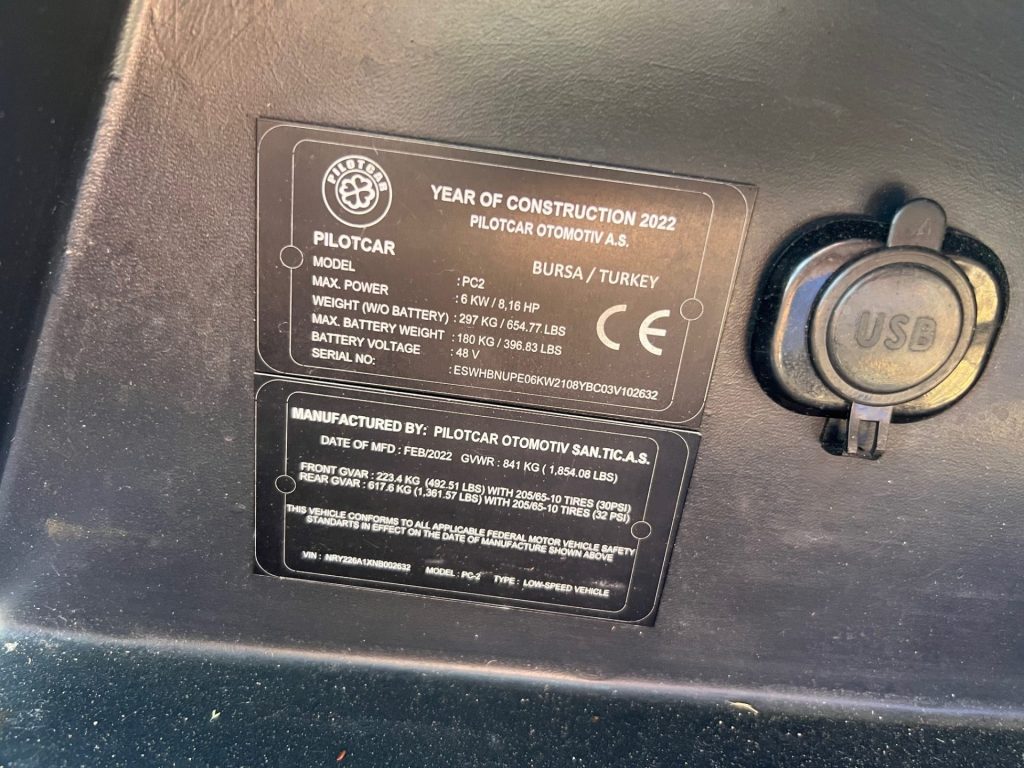 PILOTCAR
YEAR OF CONSTRUCTION 2022
PILOTCAR OTOMOTIV A.S.
PILOTCAR
BURSA / TURKEY
MODEL : PC2
MAX. POWER : 6 KW / 8,16 HP
WEIGHT (W/O BATTERY) : 297 KG / 654.77 LBS
MAX. BATTERY WEIGHT : 180 KG / 396.83 LBS
BATTERY VOLTAGE : 48 V
SERIAL NO: : ESWHBNUPE06KW2108YBC03V102632
CE
USB
MANUFACTURED BY: PILOTCAR OTOMOTIV SAN.TIC.A.S.
DATE OF MFD : FEB/2022 GVWR : 841 KG ( 1,854.08 LBS)
FRONT GVAR : 223.4 KG (492.51 LBS) WITH 205/65-10 TIRES (30PSI)
REAR GVAR : 617.6 KG (1,361.57 LBS) WITH 205/65-10 TIRES (32 PSI)
THIS VEHICLE CONFORMS TO ALL APPLICABLE FEDERAL MOTOR VEHICLE SAFETY
STANDARTS IN EFFECT ON THE DATE OF MANUFACTURE SHOWN ABOVE
VIN : NRY226A1XNB002632 MODEL : PC-2 TYPE : LOW-SPEED VEHICLE